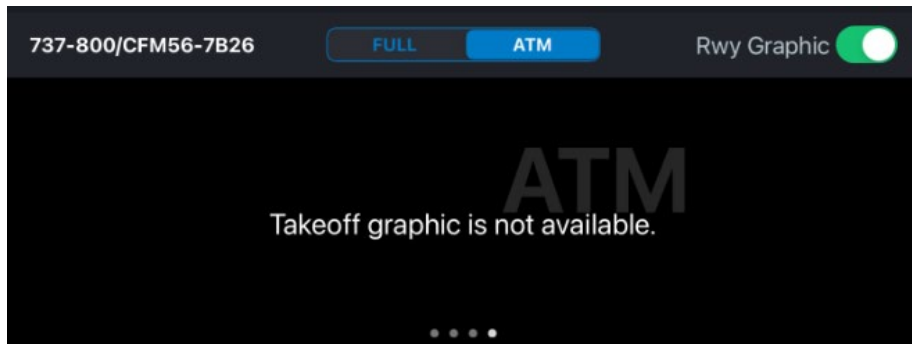 737-800/CFM56-7B26 FULL ATM Rwy Graphic
ATM
Takeoff graphic is not available.